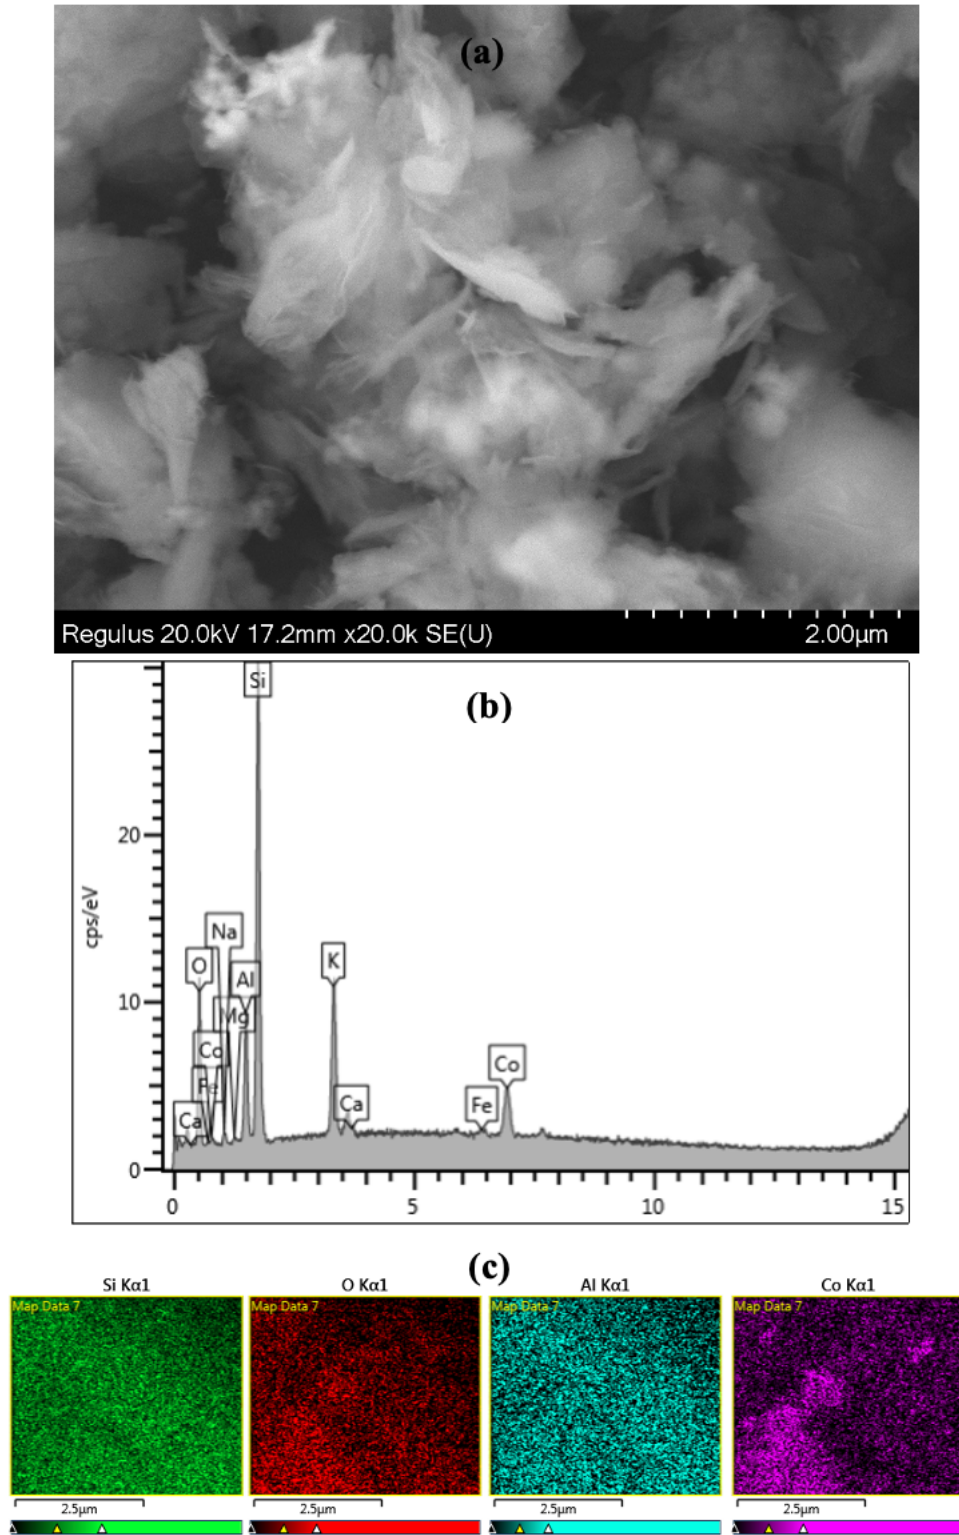 (a)
Regulus 20.0kV 17.2mm x20.0k SE(U) 2.00μm
(b)
Si
20
cps/eV
Na
O
K
Al
10
Mg
Co
Co
Fe
Ca
Fe
Ca
0
0 5 10 15
(c)
Si Kα1 O Kα1 Al Kα1 Co Kα1
Map Data 7 Map Data 7 Map Data 7 Map Data 7
2.5μm 2.5μm 2.5μm 2.5μm